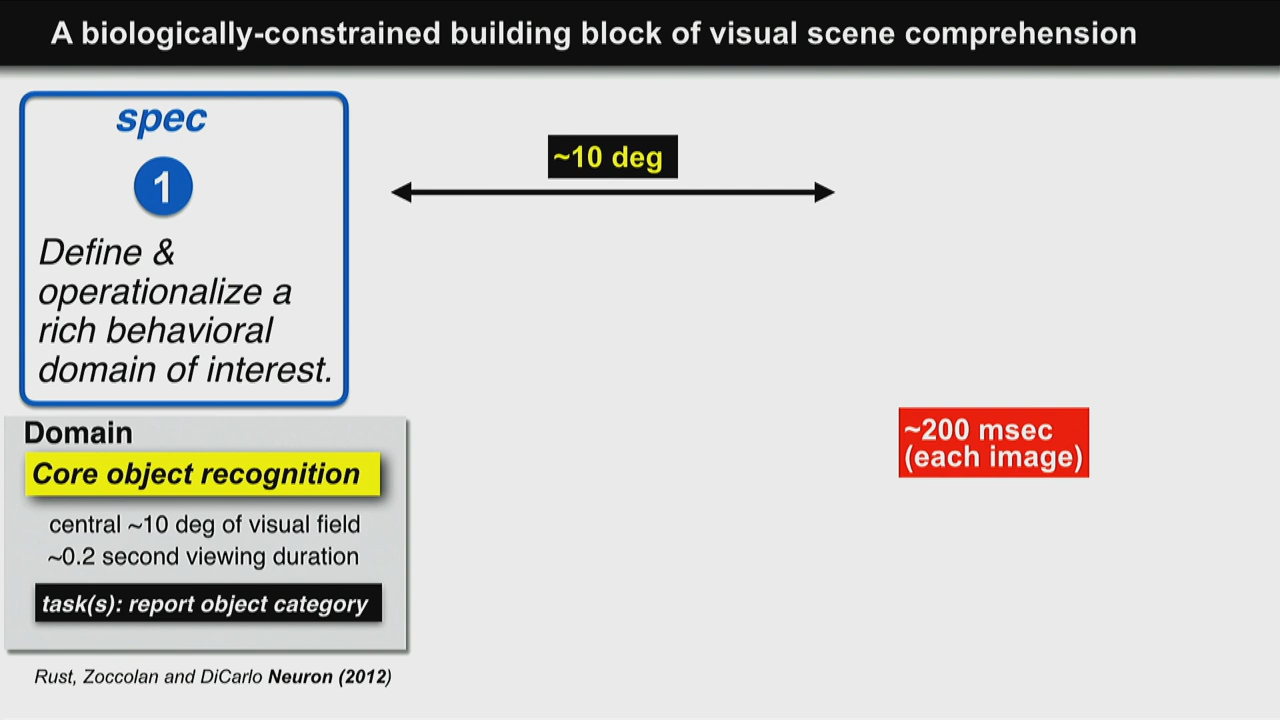 A biologically-constrained building block of visual scene comprehension
spec
1
Define &
operationalize a
rich behavioral
domain of interest.
~10 deg
Domain
Core object recognition
central ~10 deg of visual field
~0.2 second viewing duration
task(s): report object category
~200 msec
(each image)
Rust, Zoccolan and DiCarlo Neuron (2012)